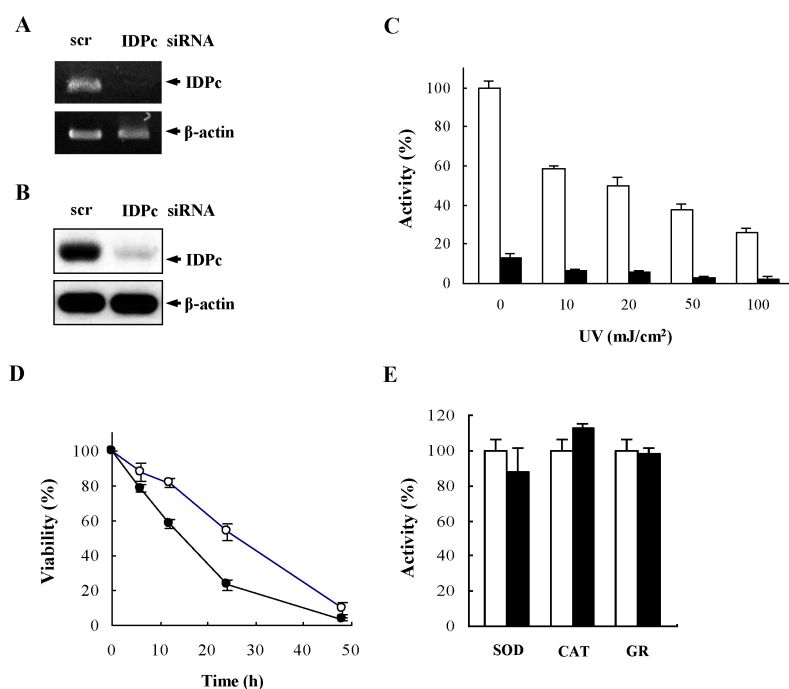 A
scr IDPc siRNA
IDPc
β-actin
B
scr IDPc siRNA
IDPc
β-actin
C
Activity (%)
100
80
60
40
20
0
0 10 20 50 100
UV (mJ/cm²)
D
Viability (%)
100
80
60
40
20
0
0 10 20 30 40 50
Time (h)
E
Activity (%)
120
100
80
60
40
20
0
SOD CAT GR